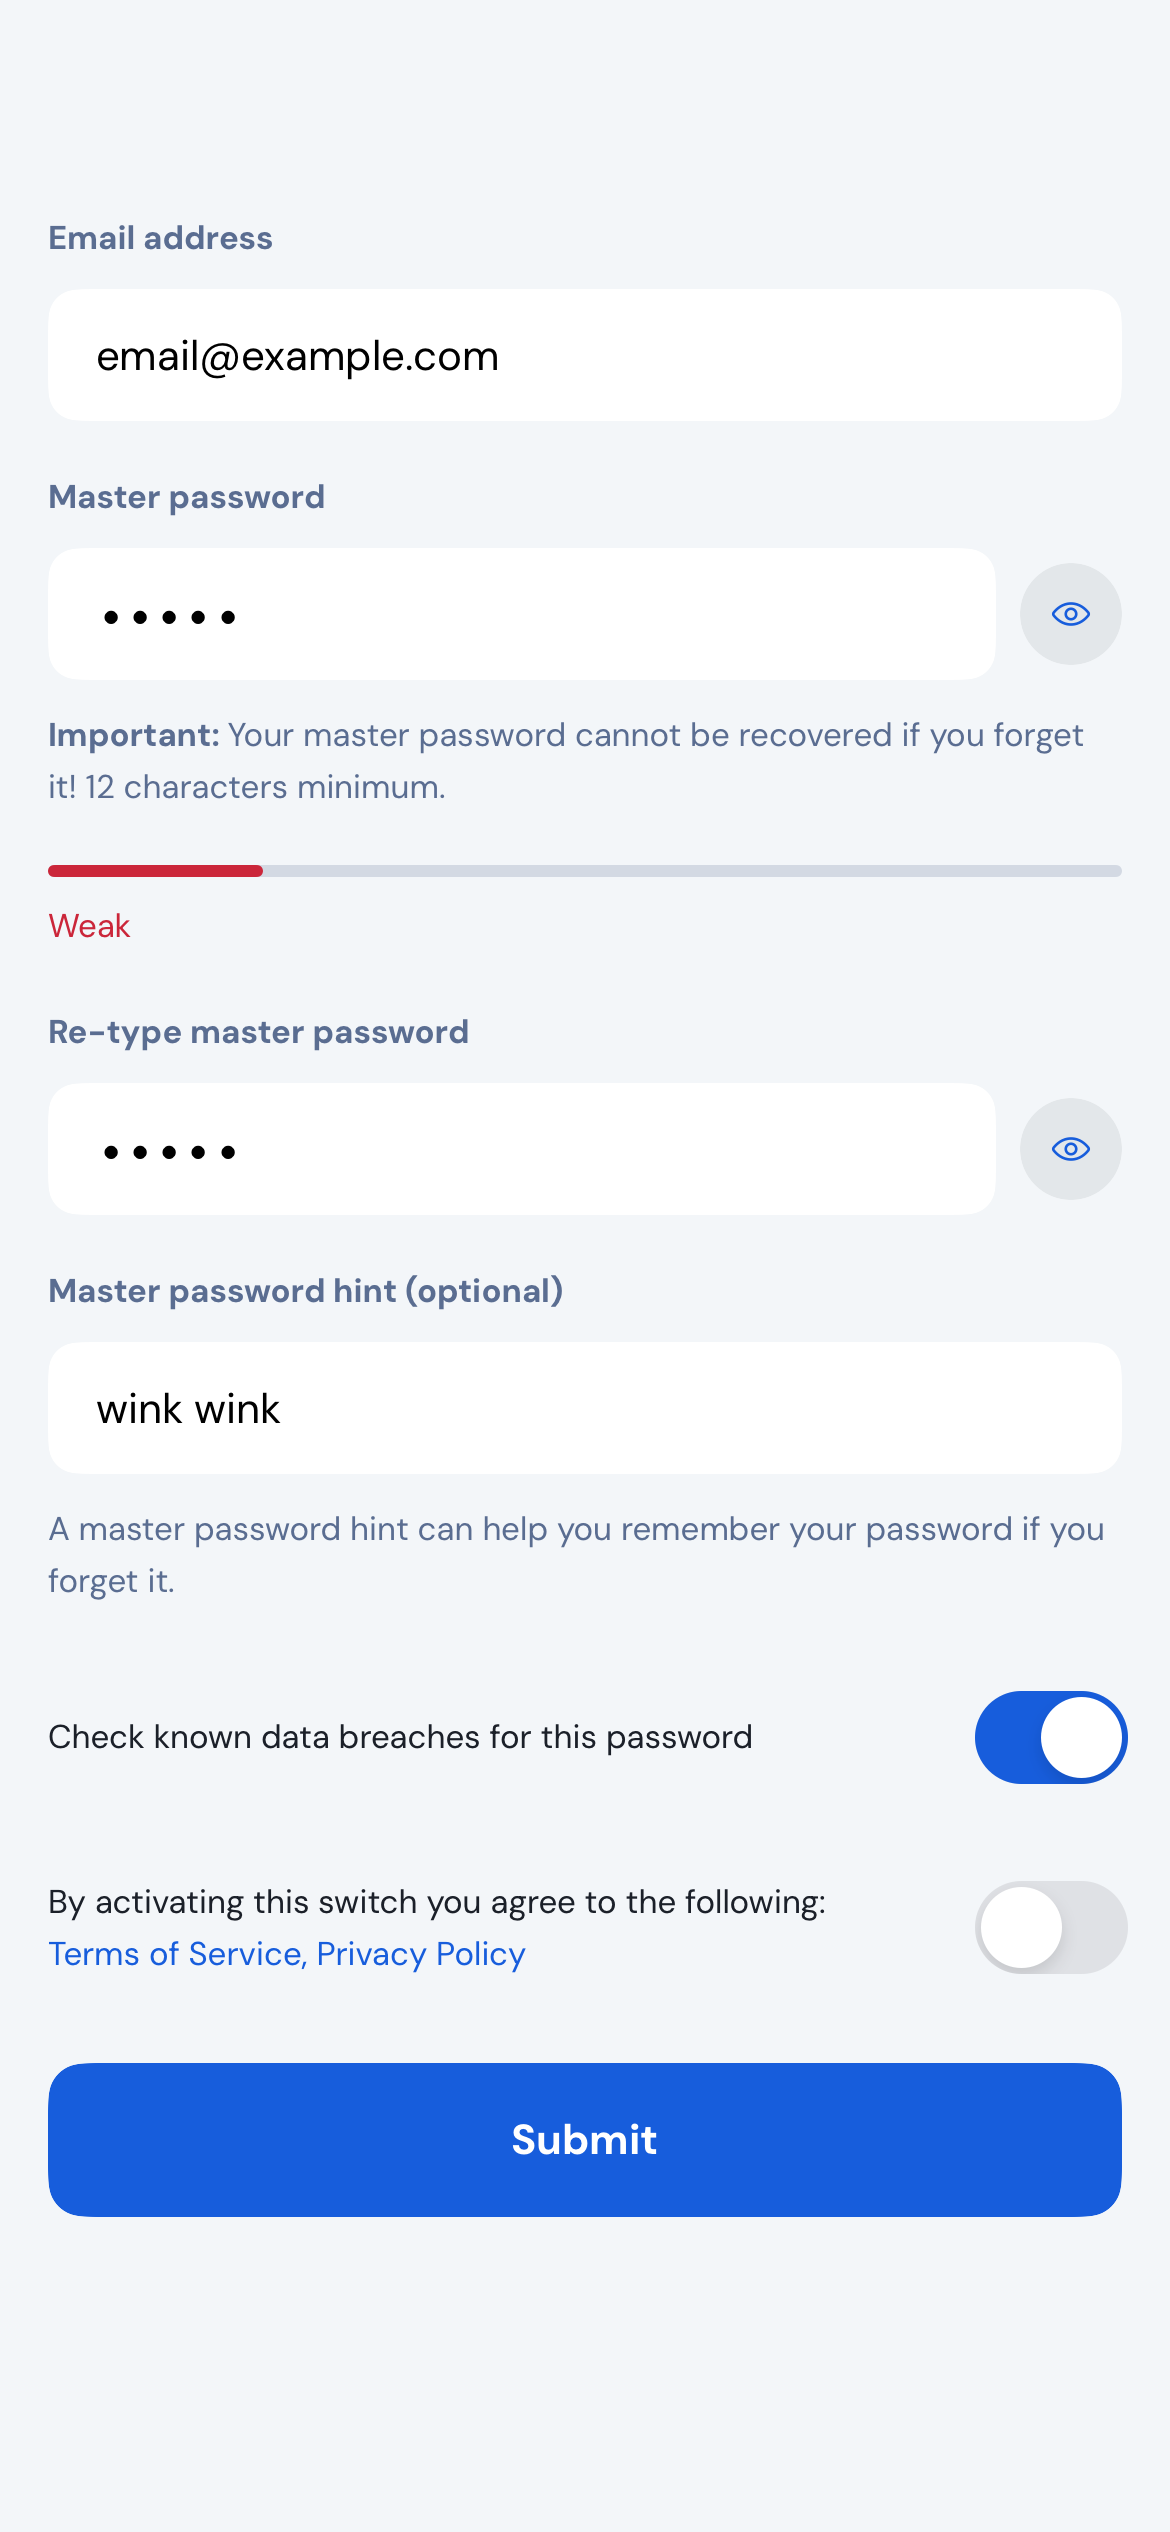 Email address
email@example.com
Master password
•••••
Important: Your master password cannot be recovered if you forget
it! 12 characters minimum.
Weak
Re-type master password
•••••
Master password hint (optional)
wink wink
A master password hint can help you remember your password if you
forget it.
Check known data breaches for this password
By activating this switch you agree to the following:
Terms of Service, Privacy Policy
Submit